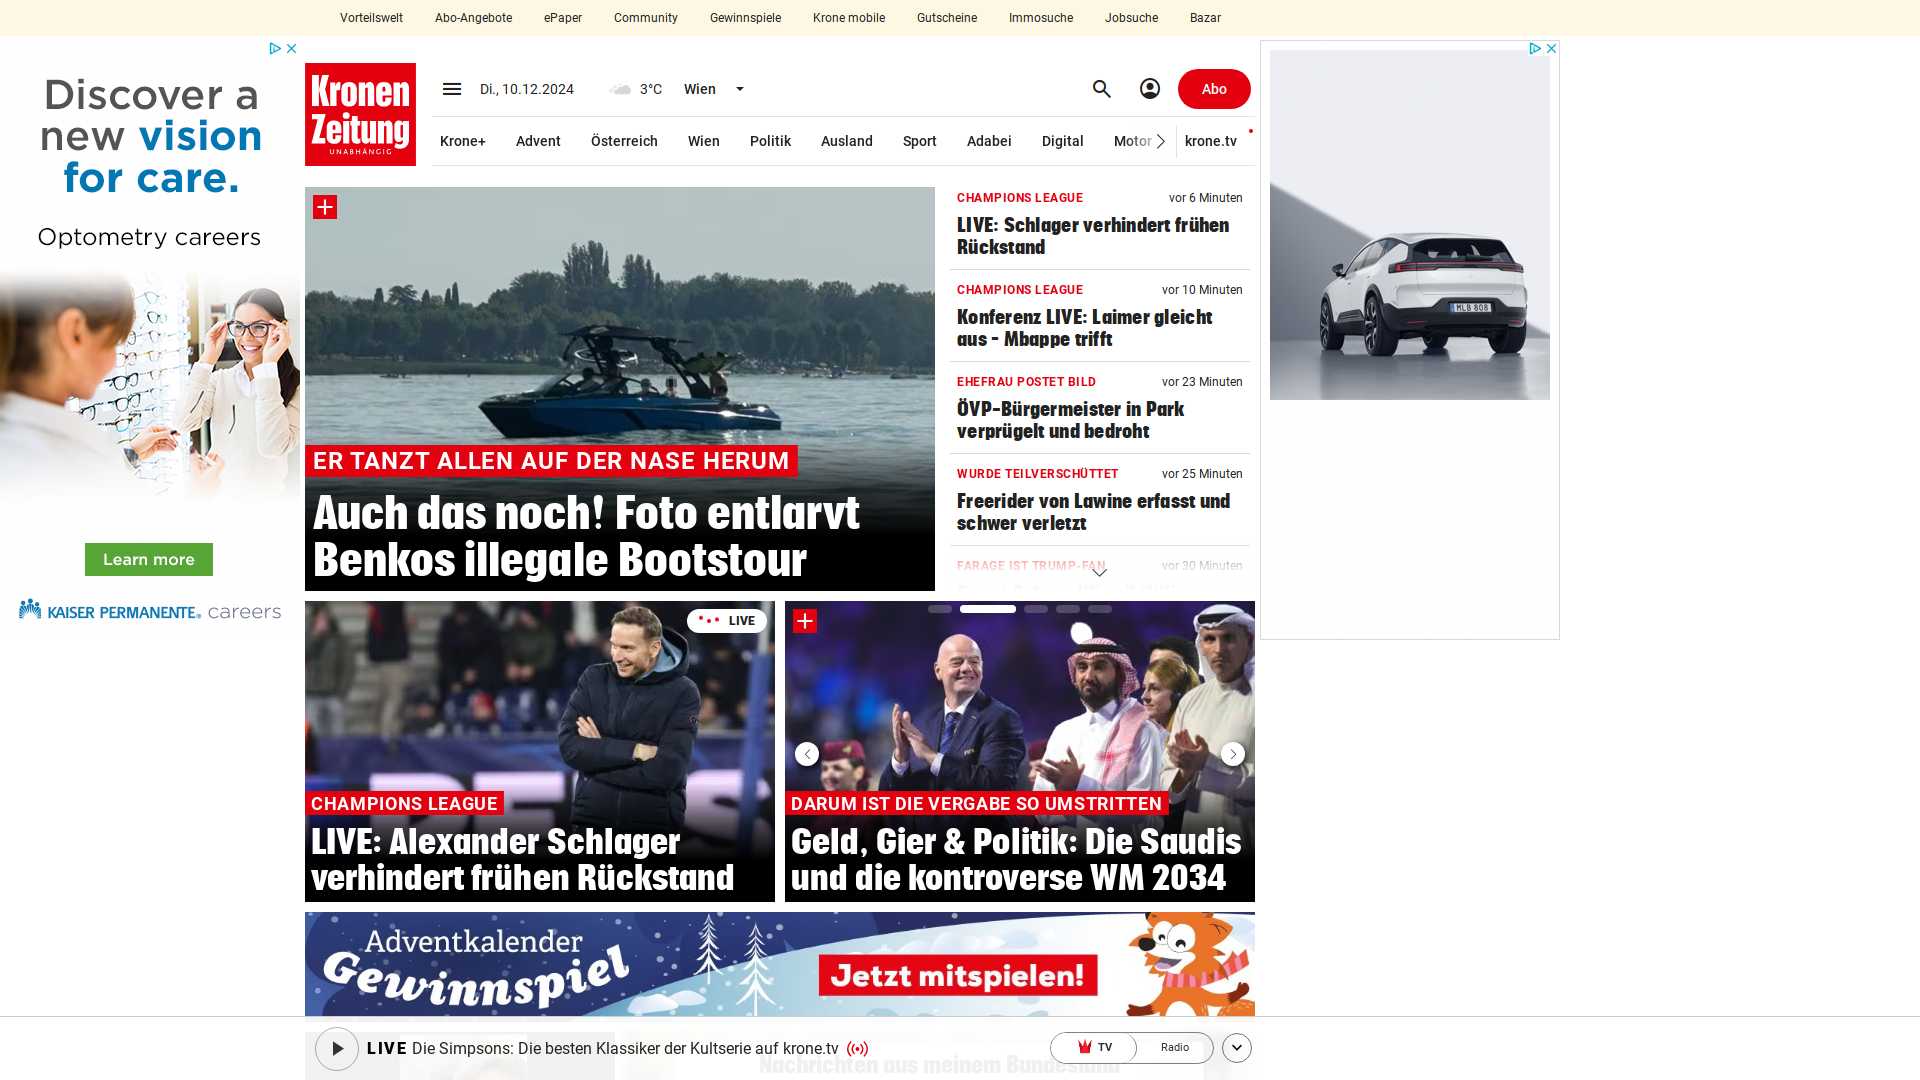 Vorteilswelt Abo-Angebote ePaper Community Gewinnspiele Krone mobile Gutscheine Immosuche Jobsuche Bazar
Discover a
new vision
for care.
Optometry careers
Learn more
KAISER PERMANENTE® careers
Kronen
Zeitung
UNABHÄNGIG
Di., 10.12.2024 3°C Wien
Abo
Krone+ Advent Österreich Wien Politik Ausland Sport Adabei Digital Motor krone.tv
ER TANZT ALLEN AUF DER NASE HERUM
Auch das noch! Foto entlarvt
Benkos illegale Bootstour
CHAMPIONS LEAGUE vor 6 Minuten
LIVE: Schlager verhindert frühen
Rückstand
CHAMPIONS LEAGUE vor 10 Minuten
Konferenz LIVE: Laimer gleicht
aus - Mbappe trifft
EHEFRAU POSTET BILD vor 23 Minuten
ÖVP-Bürgermeister in Park
verprügelt und bedroht
WURDE TEILVERSCHÜTTET vor 25 Minuten
Freerider von Lawine erfasst und
schwer verletzt
FARAGE IST TRUMP-FAN vor 30 Minuten
MLB 808
LIVE
CHAMPIONS LEAGUE
LIVE: Alexander Schlager
verhindert frühen Rückstand
DARUM IST DIE VERGABE SO UMSTRITTEN
Geld, Gier & Politik: Die Saudis
und die kontroverse WM 2034
Adventkalender
Gewinnspiel
Jetzt mitspielen!
LIVE Die Simpsons: Die besten Klassiker der Kultserie auf krone.tv
TV Radio
Nachrichten aus meinem Bundesland